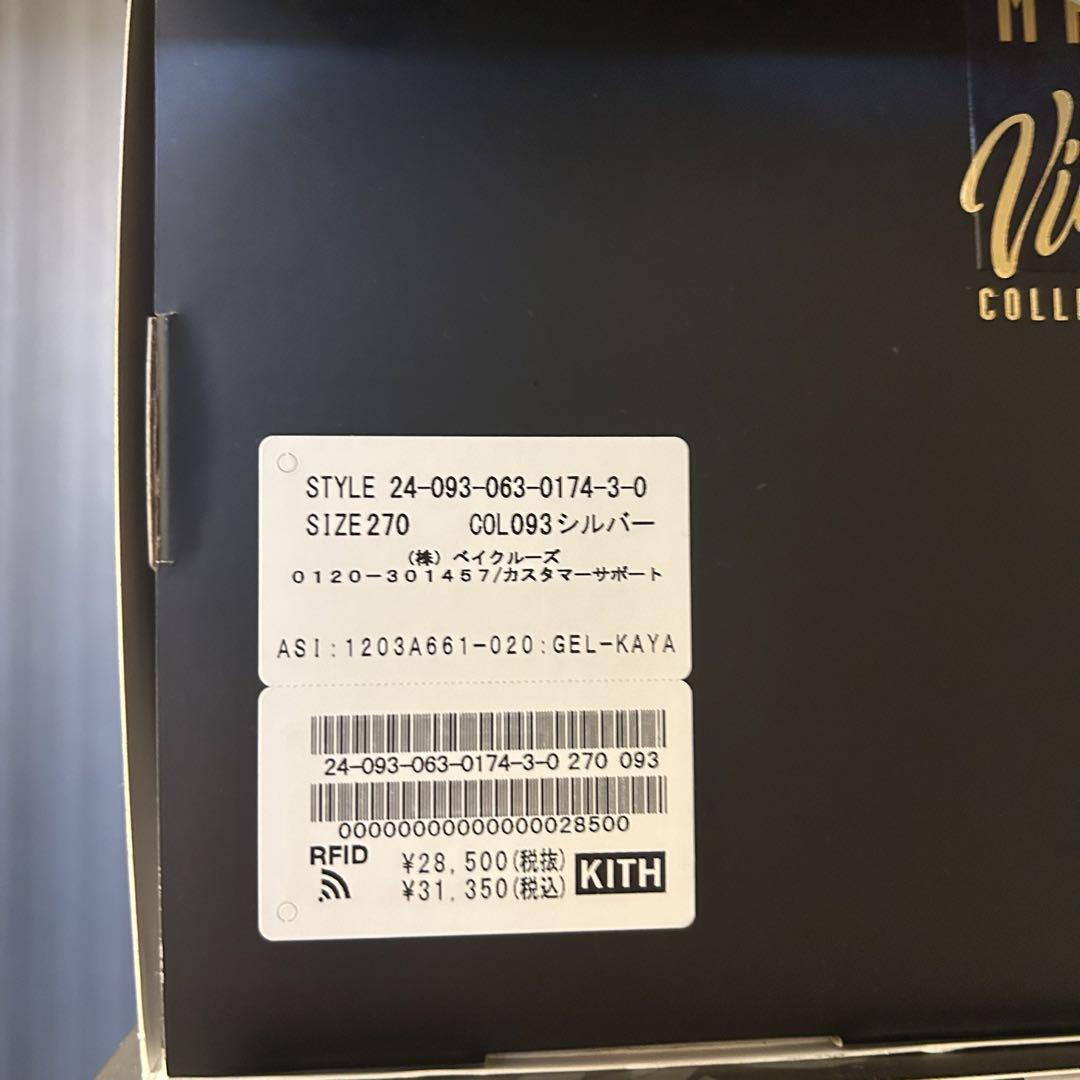 COLL
STYLE 24-093-063-0174-3-0
SIZE270 COL093シルバー
(株) ベイクルーズ
0120-301457/カスタマーサポート
ASI:1203A661-020:GEL-KAYA
24-093-063-0174-3-0 270 093
00000000000000028500
RFID
¥28,500(税抜)
¥31,350(税込)
KITH